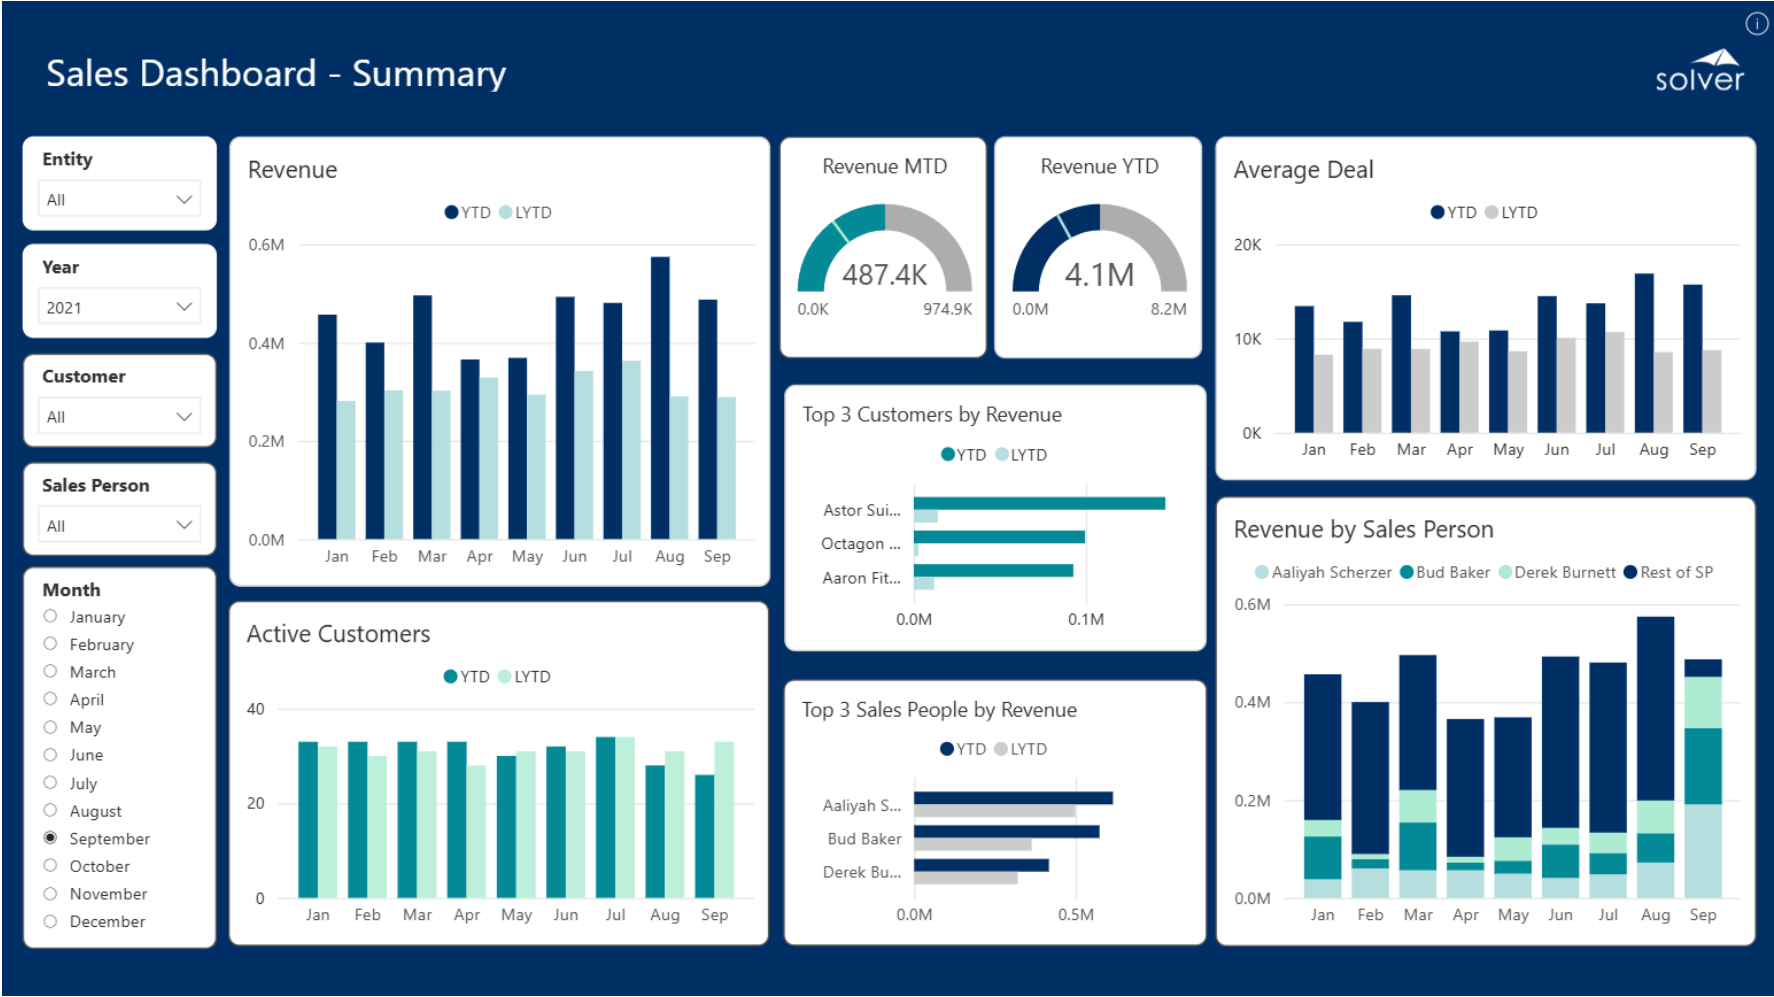 Sales Dashboard - Summary
solver
Entity
All
Year
2021
Customer
All
Sales Person
All
Month
January
February
March
April
May
June
July
August
September
October
November
December
Revenue
YTD LYTD
0.6M
0.4M
0.2M
0.0M
Jan Feb Mar Apr May Jun Jul Aug Sep
Active Customers
YTD LYTD
40
20
0
Jan Feb Mar Apr May Jun Jul Aug Sep
Revenue MTD
487.4K
0.0K 974.9K
Revenue YTD
4.1M
0.0M 8.2M
Top 3 Customers by Revenue
YTD LYTD
Astor Sui...
Octagon ...
Aaron Fit...
0.0M 0.1M
Top 3 Sales People by Revenue
YTD LYTD
Aaliyah S...
Bud Baker
Derek Bu...
0.0M 0.5M
Average Deal
YTD LYTD
20K
10K
0K
Jan Feb Mar Apr May Jun Jul Aug Sep
Revenue by Sales Person
Aaliyah Scherzer Bud Baker Derek Burnett Rest of SP
0.6M
0.4M
0.2M
0.0M
Jan Feb Mar Apr May Jun Jul Aug Sep